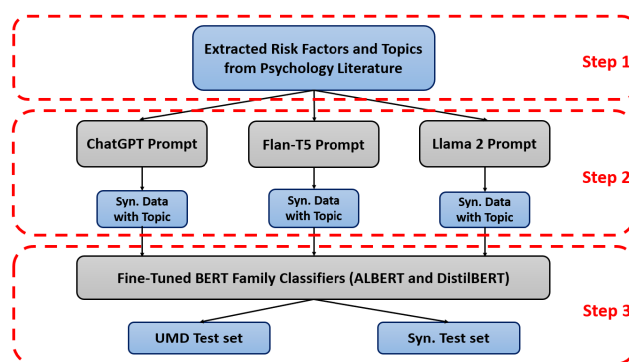 Extracted Risk Factors and Topics
from Psychology Literature
Step 1
ChatGPT Prompt
Flan-T5 Prompt
Llama 2 Prompt
Step 2
Syn. Data
with Topic
Syn. Data
with Topic
Syn. Data
with Topic
Fine-Tuned BERT Family Classifiers (ALBERT and DistilBERT)
Step 3
UMD Test set
Syn. Test set